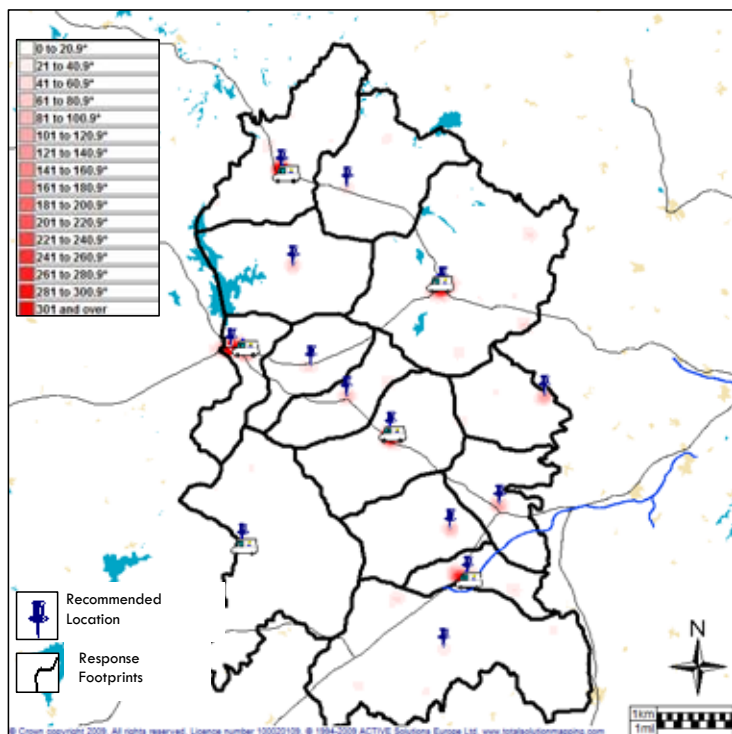 0 to 20.9*
21 to 40.9*
41 to 60.9*
61 to 80.9*
81 to 100.9*
101 to 120.9*
121 to 140.9*
141 to 160.9*
161 to 180.9*
181 to 200.9*
201 to 220.9*
221 to 240.9*
241 to 260.9*
261 to 280.9*
281 to 300.9*
301 and over
Recommended
Location
Response
Footprints
N
1km
1mi
© Crown copyright 2009. All rights reserved. Licence number 100020109. © 1994-2009 ACTIVE Solutions Europe Ltd. www.totalsolutionmapping.com